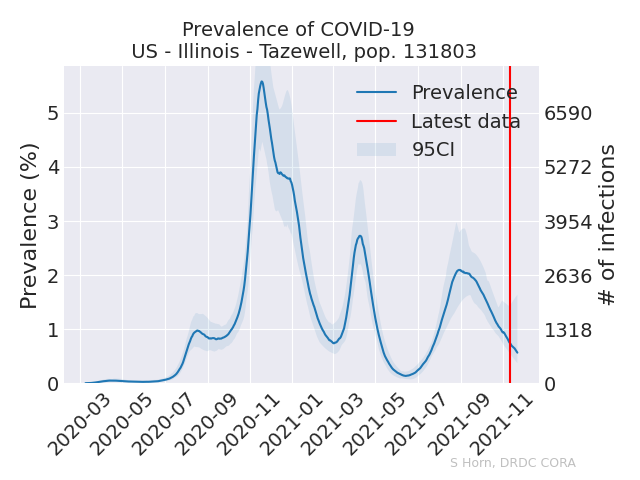 Prevalence of COVID-19
US - Illinois - Tazewell, pop. 131803
Prevalence
Latest data
95CI
Prevalence (%)
5
4
3
2
1
0
6590
5272
3954
2636
1318
0
# of infections
2020-03
2020-05
2020-07
2020-09
2020-11
2021-01
2021-03
2021-05
2021-07
2021-09
2021-11
S Horn, DRDC CORA